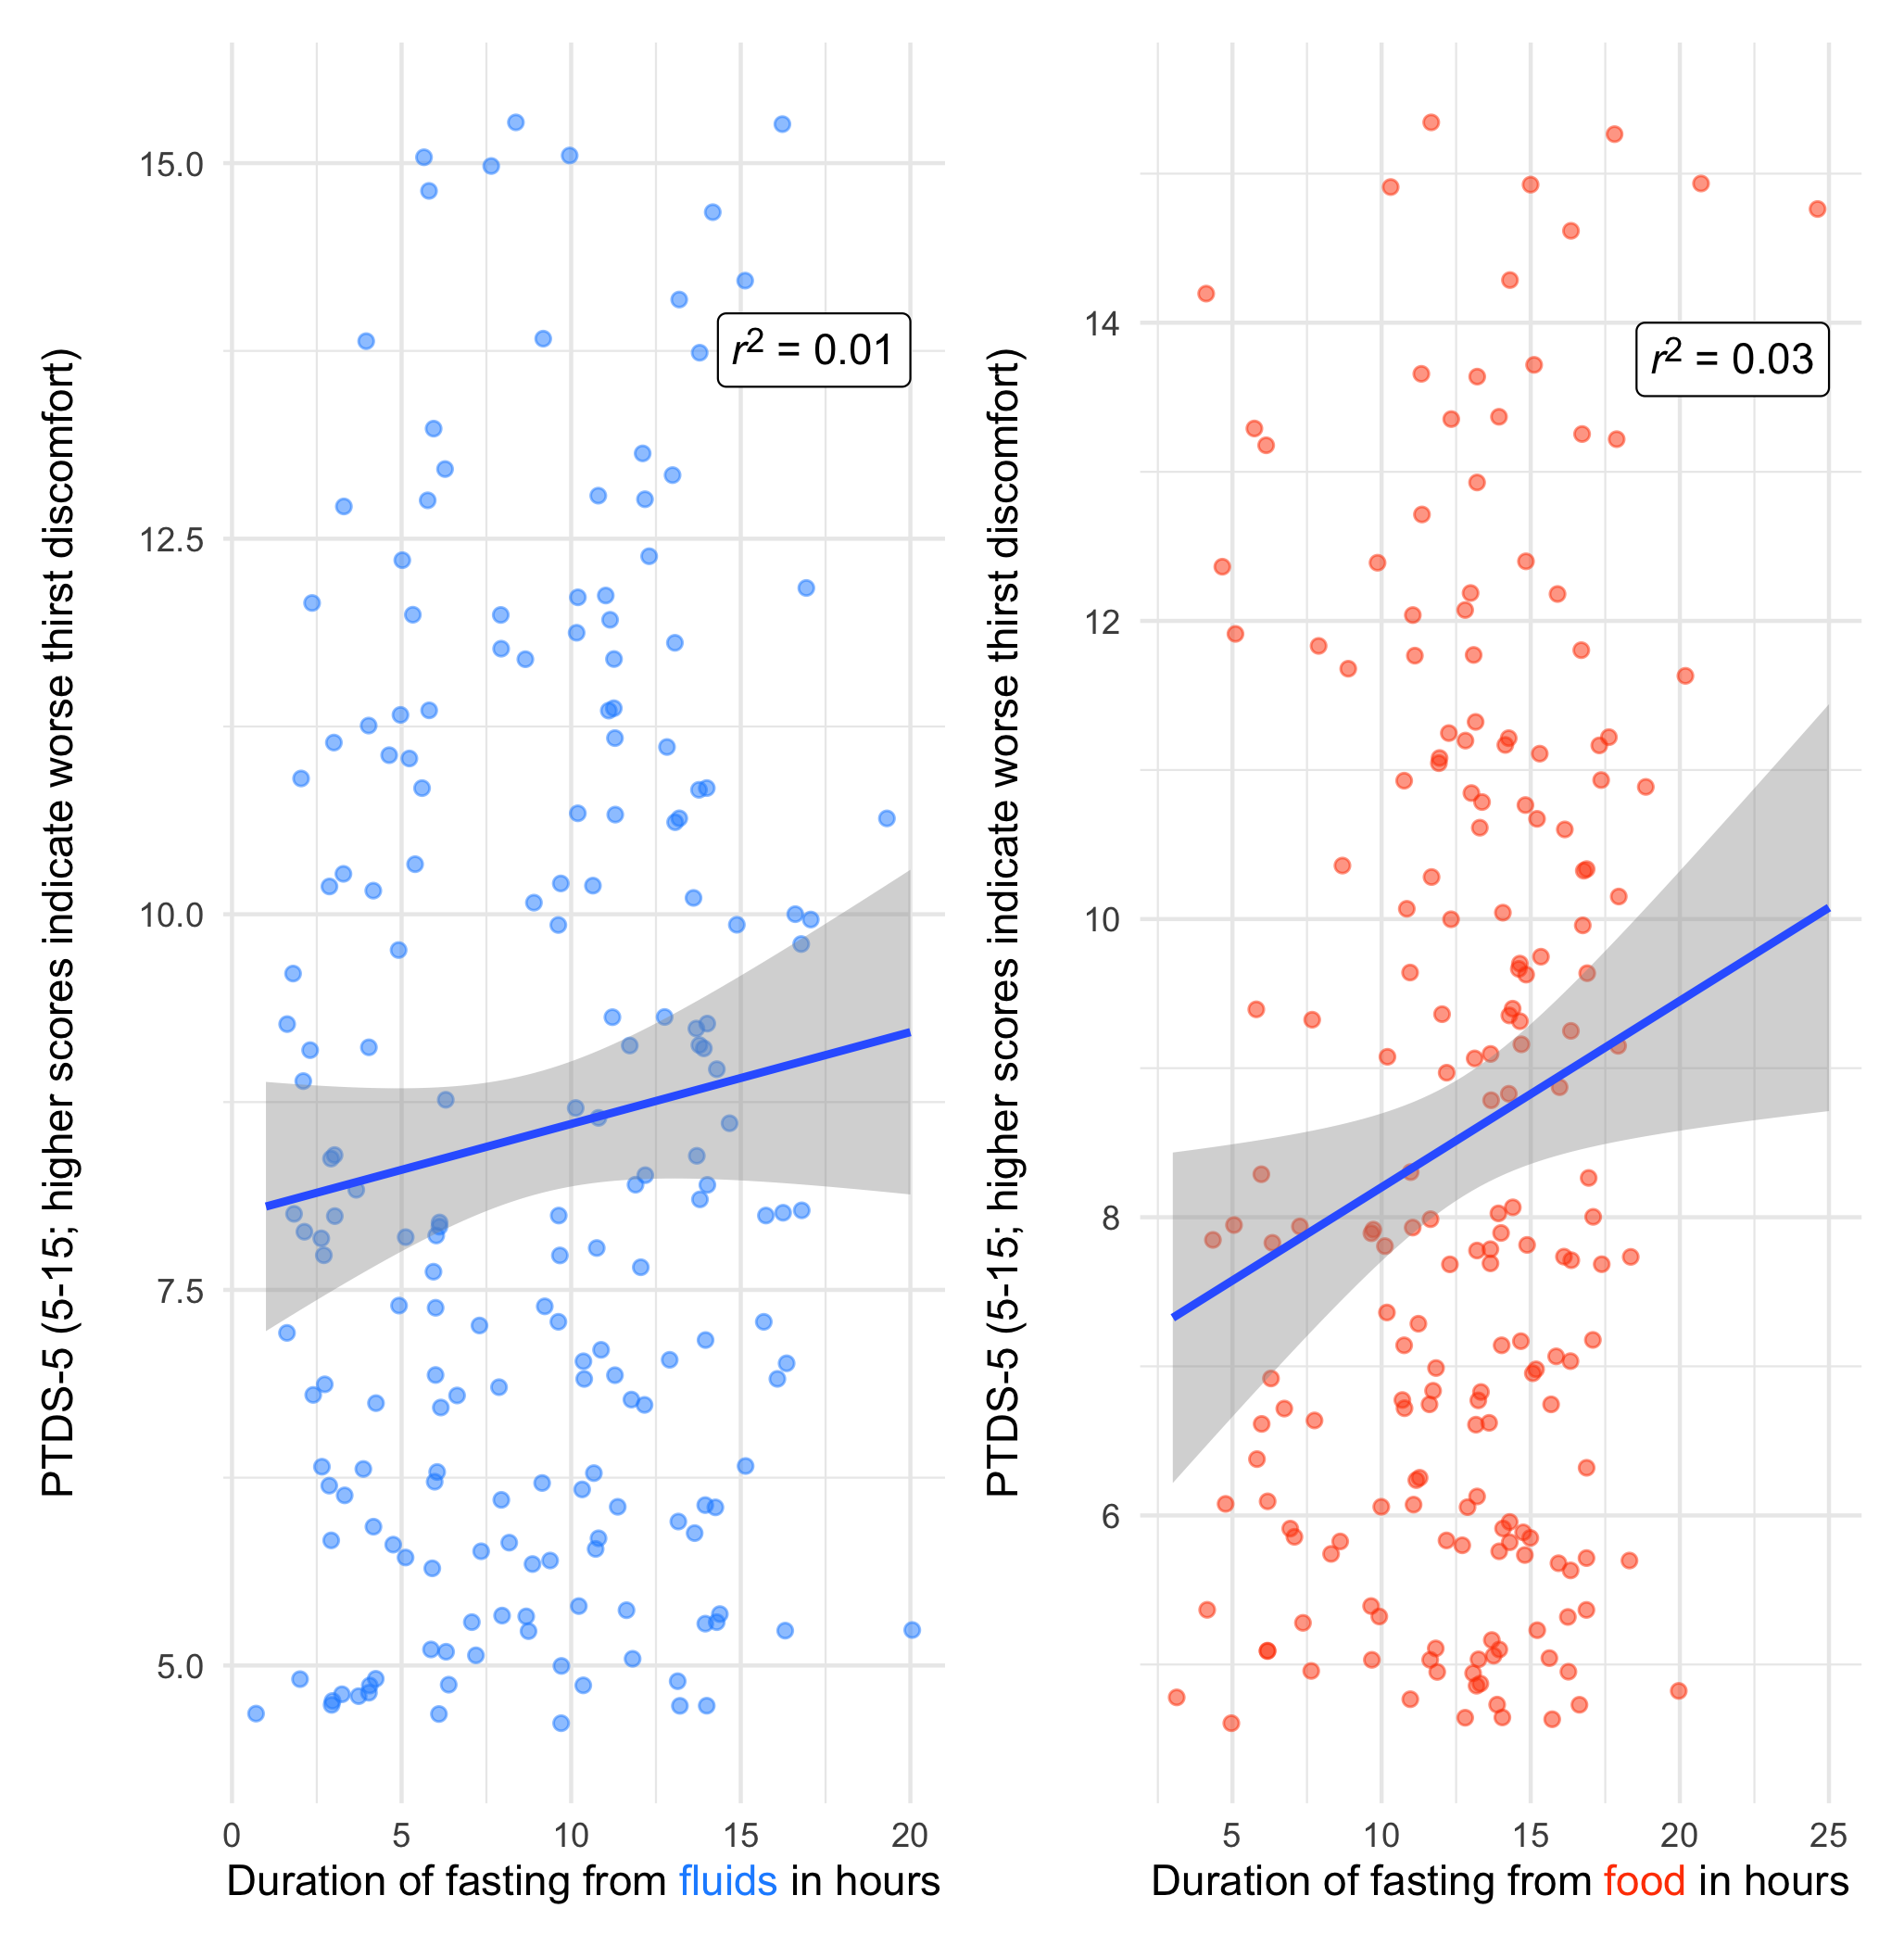 PTDS-5 (5-15; higher scores indicate worse thirst discomfort)
15.0
12.5
10.0
7.5
5.0
r² = 0.01
0 5 10 15 20
Duration of fasting from fluids in hours
PTDS-5 (5-15; higher scores indicate worse thirst discomfort)
14
12
10
8
6
r² = 0.03
5 10 15 20 25
Duration of fasting from food in hours